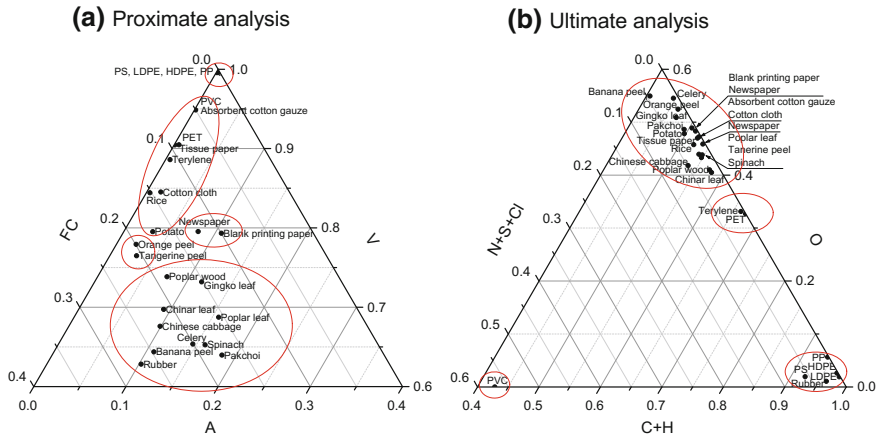 (a) Proximate analysis
0.0
1.0
PS, LDPE, HDPE, PP
PVC
Absorbent cotton gauze
0.1
PET
Tissue paper
0.9
Terylene
Cotton cloth
Rice
0.2
FC
Potato
Newspaper
Blank printing paper
0.8
V
Orange peel
Tangerine peel
Poplar wood
Gingko leaf
0.3
0.7
Chinar leaf
Poplar leaf
Chinese cabbage
Celery
Spinach
Banana peel
Pakchoi
Rubber
0.4
0.6
0.0
0.1
0.2
0.3
0.4
A
(b) Ultimate analysis
0.0
0.6
Blank printing paper
Newspaper
Absorbent cotton gauze
Cotton cloth
Newspaper
Poplar leaf
Tanerine peel
Spinach
Banana peel
Celery
Orange peel
Gingko leaf
0.1
Pakchoi
Potato
Tissue paper
Rice
Chinese cabbage
Poplar wood
Chinar leaf
0.4
0.2
Terylene
PET
0.3
N+S+Cl
O
0.4
0.2
0.5
PP
HDPE
PS
LDPE
Rubber
PVC
0.6
0.0
0.4
0.5
0.6
0.7
0.8
0.9
1.0
C+H